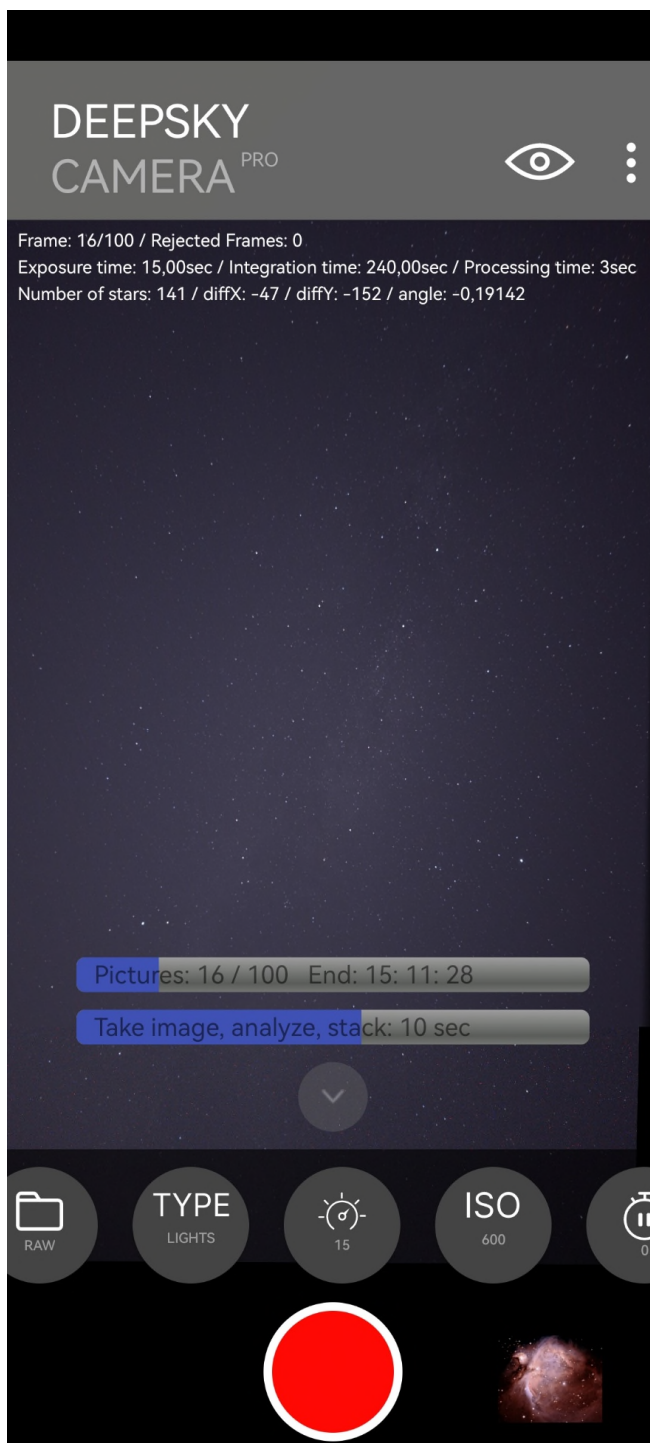 DEEPSKY
CAMERA PRO
Frame: 16/100 / Rejected Frames: 0
Exposure time: 15,00sec / Integration time: 240,00sec / Processing time: 3sec
Number of stars: 141 / diffX: -47 / diffY: -152 / angle: -0,19142
Pictures: 16 / 100 End: 15: 11: 28
Take image, analyze, stack: 10 sec
TYPE ISO
RAW LIGHTS 15 600 0